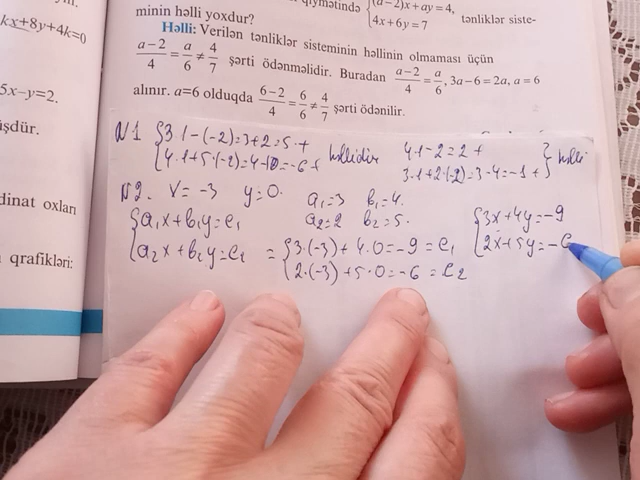 yim.
qiymətində
(a−2)x+ay=4,
4x+6y=7
tənliklər siste-
minin həlli yoxdur?
Həlli: Verilən tənliklər sisteminin həllinin olmaması üçün
a−2/4 = a/6 ≠ 4/7 şərti ödənməlidir. Buradan a−2/4 = a/6, 3a−6=2a, a=6
alınır. a=6 olduqda 6−2/4 = 6/6 ≠ 4/7 şərti ödənilir.
kx+8y+4k=0
5x−y=2.
dinat oxları
qrafikləri:
N1 {3·1−(−2)=3+2=5 +
4·1+5·(−2)=4−10=−6 + həllidir
4·1−2=2 +
3·1+2·(−2)=3−4=−1 + } həlli
N2. x=−3 y=0. a₁=3 b₁=4.
a₂=2 b₂=5.
{a₁x+b₁y=c₁
a₂x+b₂y=c₂
= {3·(−3)+4·0=−9=c₁
2·(−3)+5·0=−6=c₂
{3x+4y=−9
2x+5y=−6